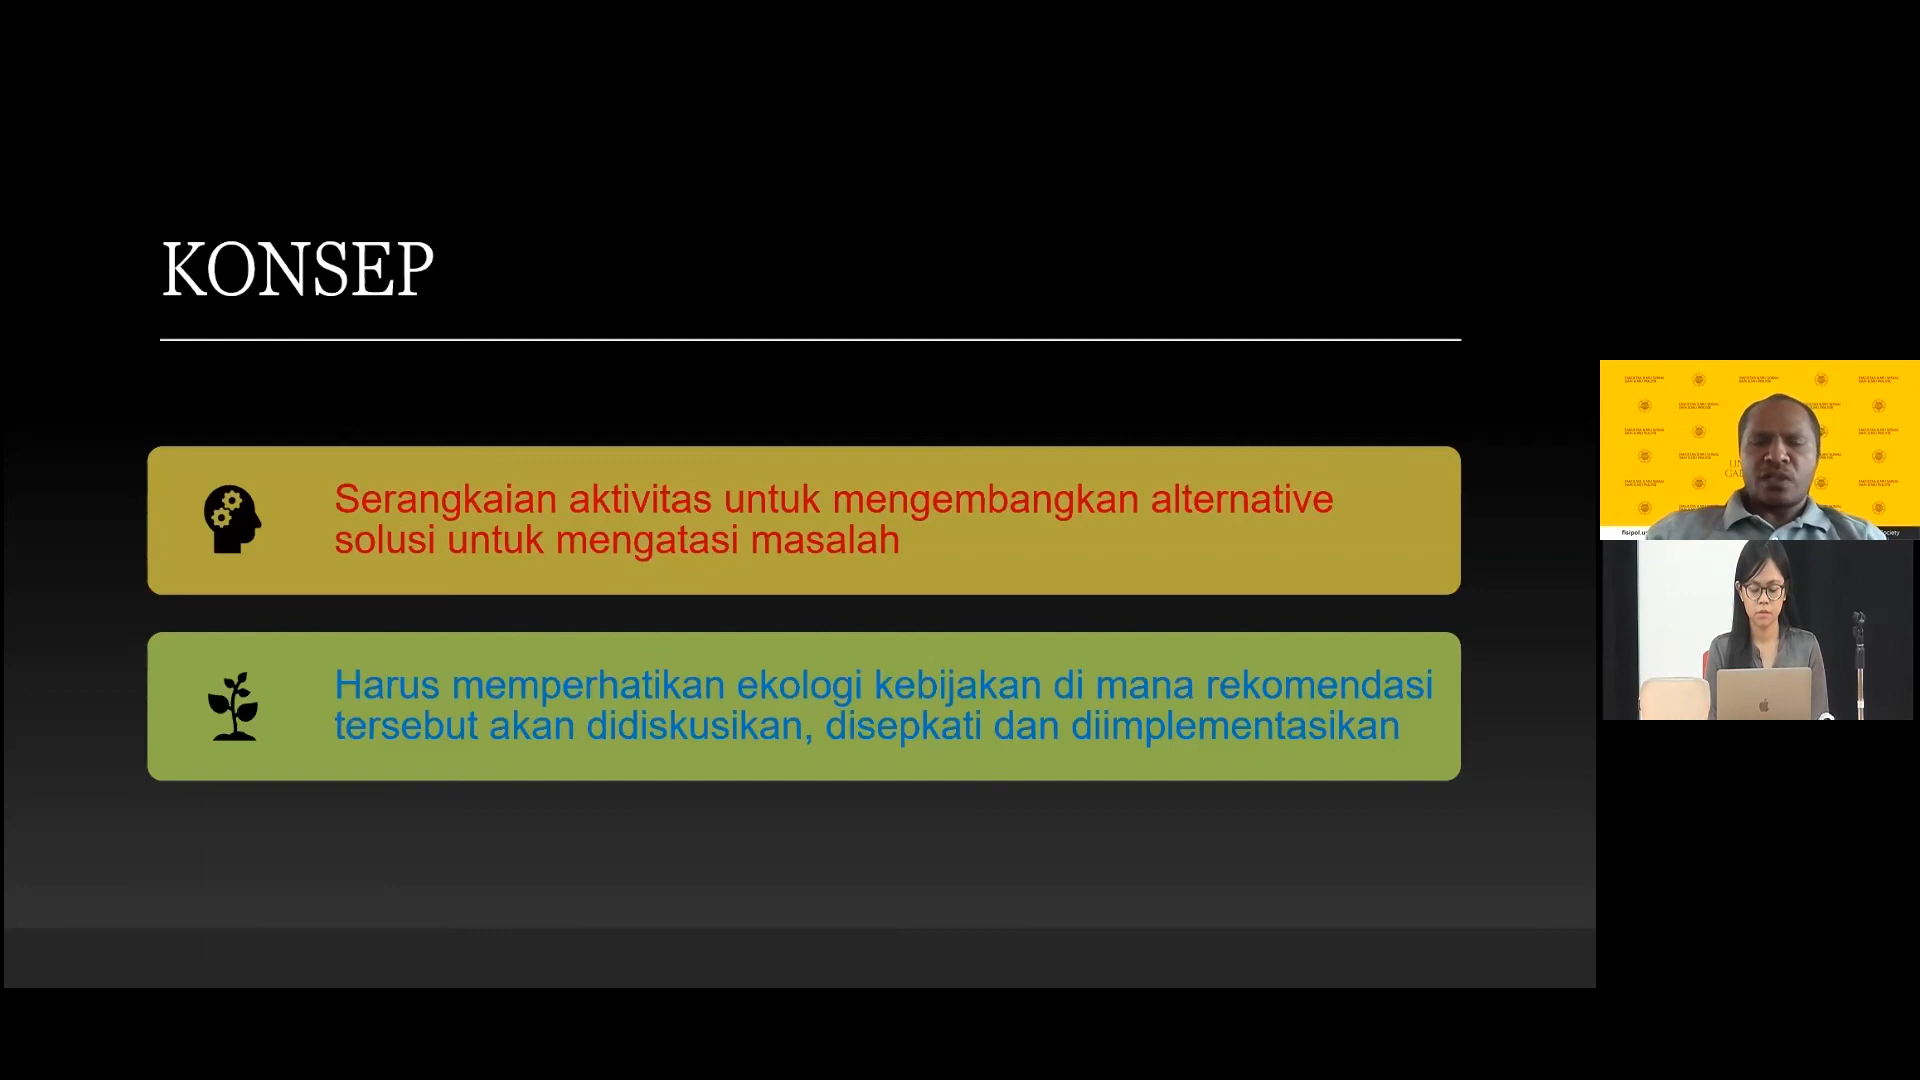 KONSEP
Serangkaian aktivitas untuk mengembangkan alternative
solusi untuk mengatasi masalah
Harus memperhatikan ekologi kebijakan di mana rekomendasi
tersebut akan didiskusikan, disepkati dan diimplementasikan